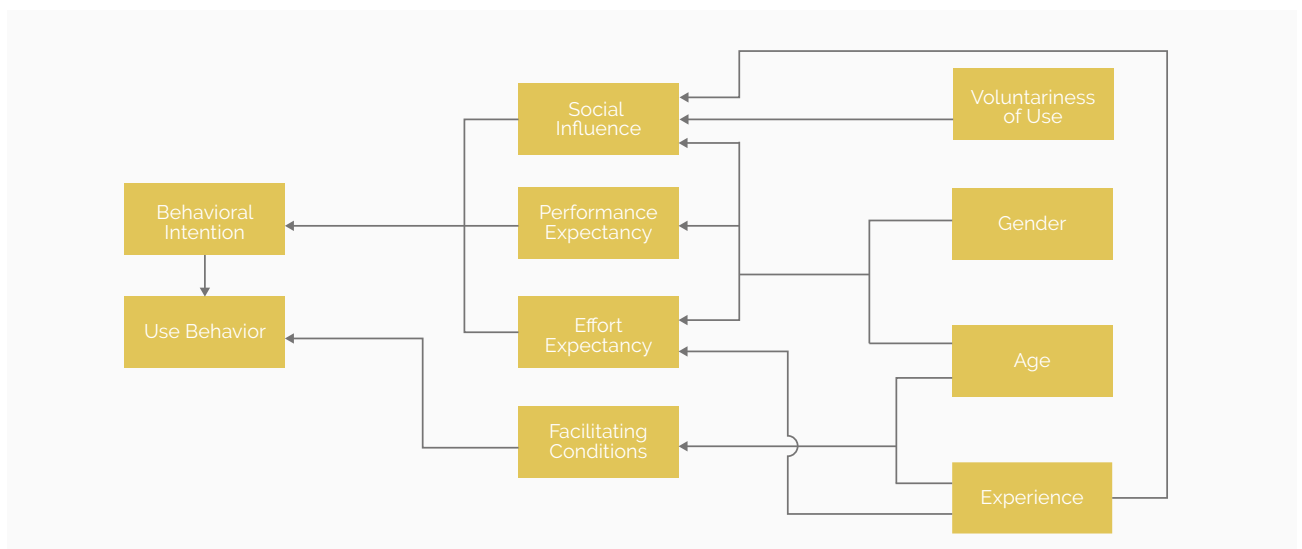 Social
Influence
Voluntariness
of Use
Behavioral
Intention
Performance
Expectancy
Gender
Use Behavior
Effort
Expectancy
Age
Facilitating
Conditions
Experience